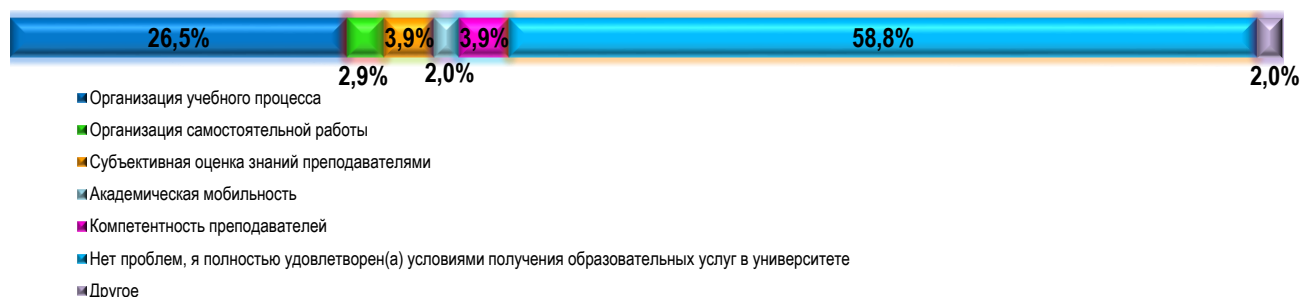 26,5% 3,9% 3,9% 58,8%
2,9% 2,0% 2,0%
Организация учебного процесса
Организация самостоятельной работы
Субъективная оценка знаний преподавателями
Академическая мобильность
Компетентность преподавателей
Нет проблем, я полностью удовлетворен(а) условиями получения образовательных услуг в университете
Другое